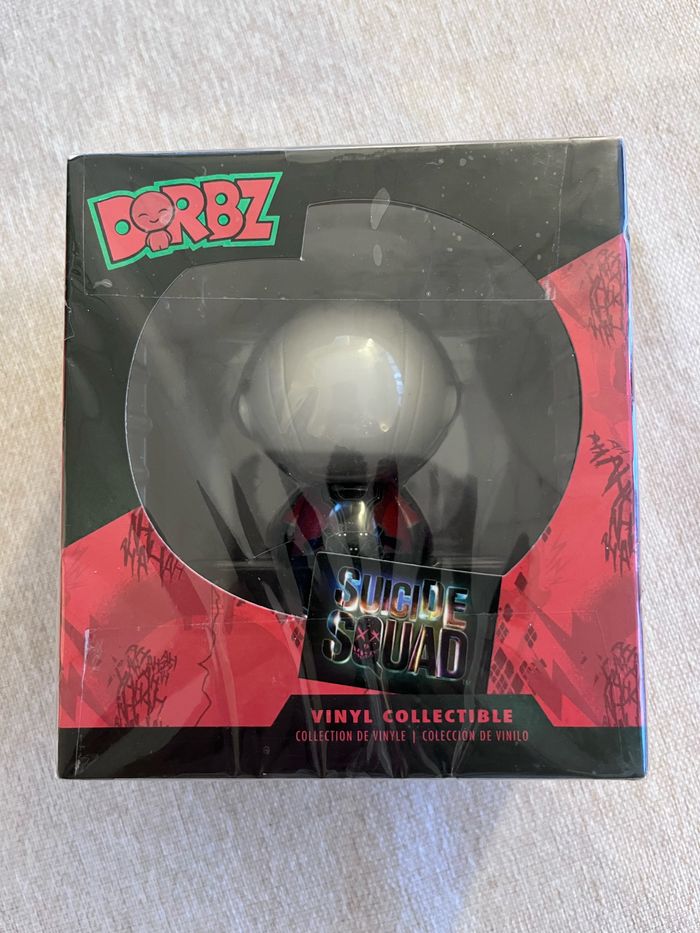 DORBZ
SUICIDE
SQUAD
VINYL COLLECTIBLE
COLLECTION DE VINYLE | COLECCIÓN DE VINILO